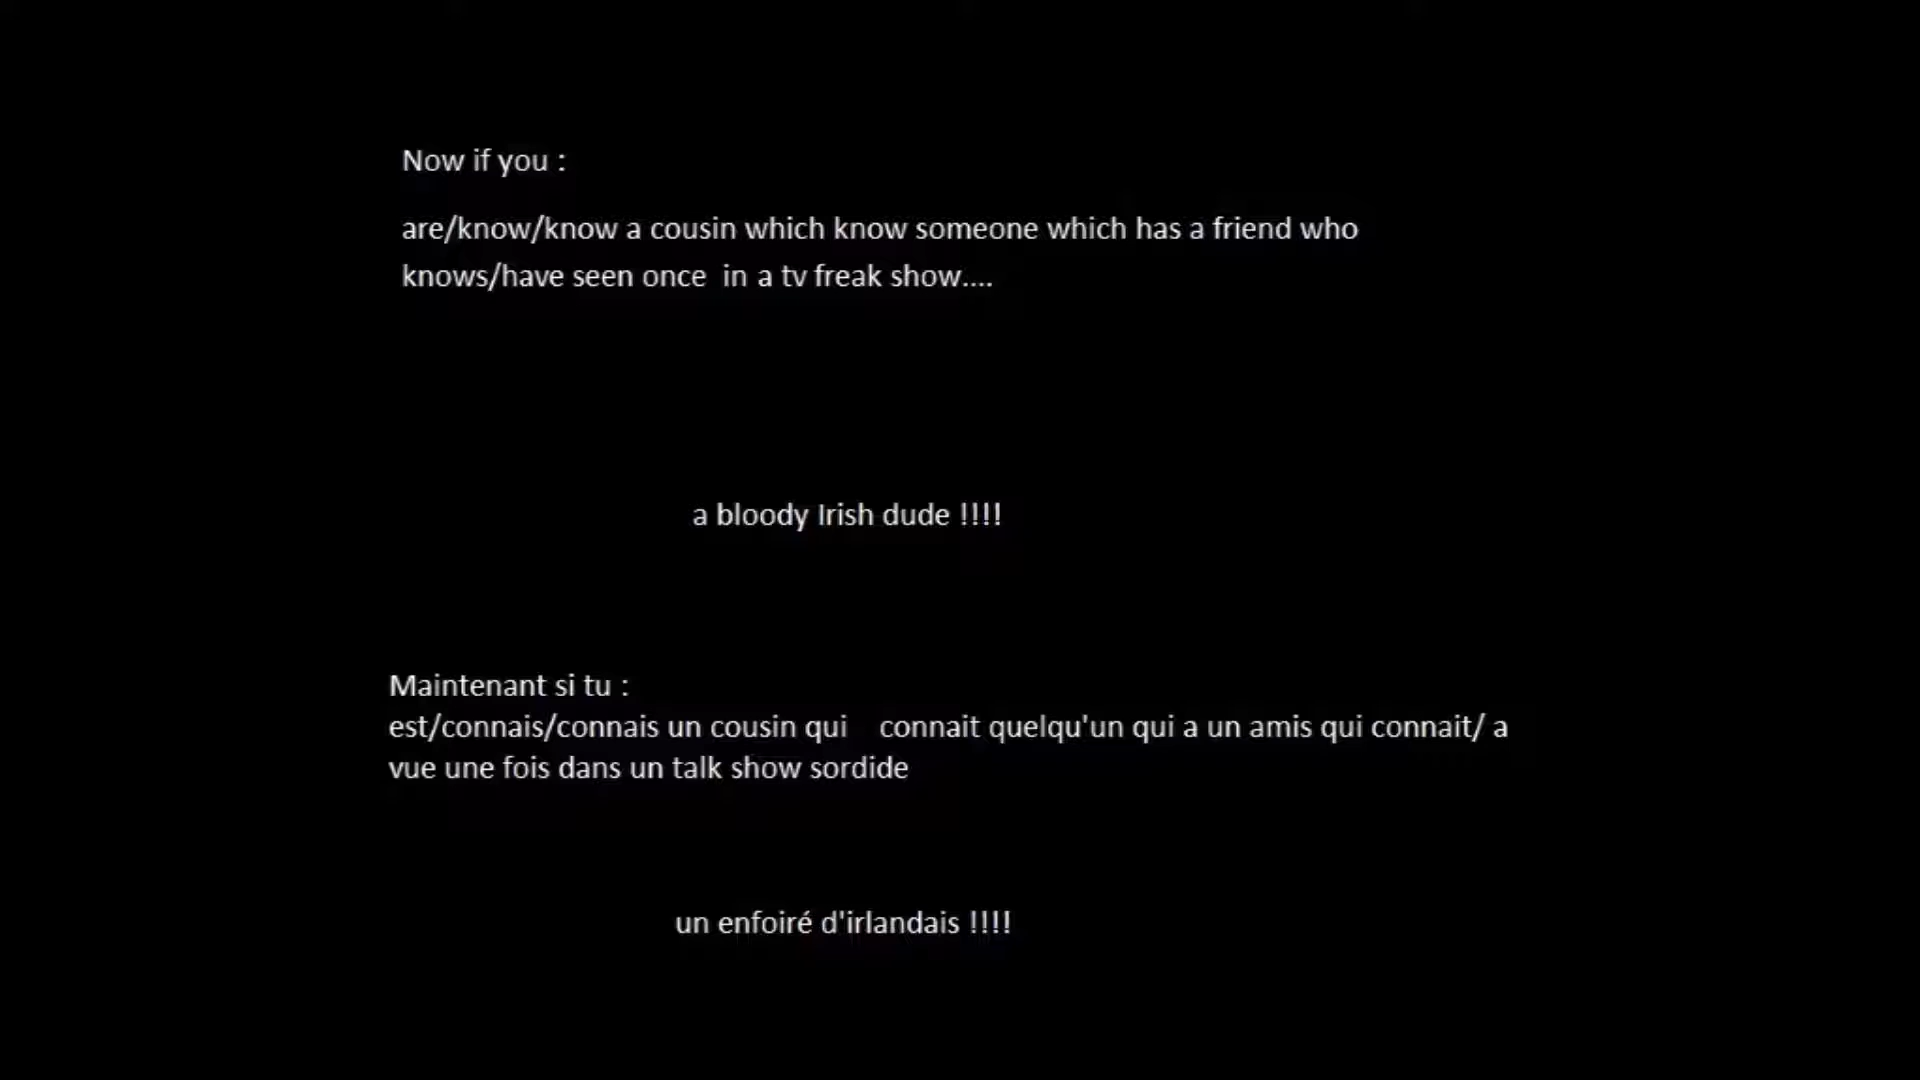 Now if you :
are/know/know a cousin which know someone which has a friend who
knows/have seen once  in a tv freak show....
a bloody Irish dude !!!!
Maintenant si tu :
est/connais/connais un cousin qui    connait quelqu'un qui a un amis qui connait/ a
vue une fois dans un talk show sordide
un enfoiré d'irlandais !!!!